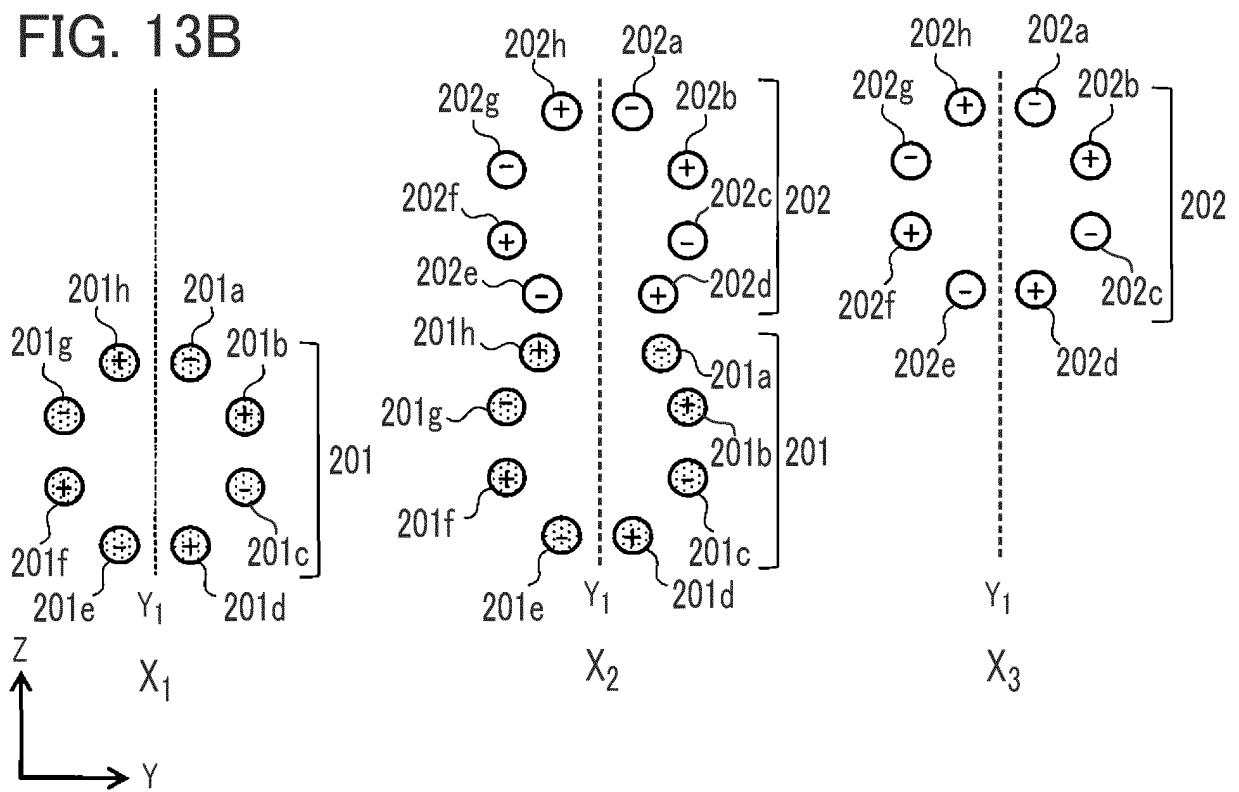 FIG. 13B
201h 201a
201g 201b
+ -
- +
201
+ -
- +
201f 201c
201e Y1 201d
X1
202h 202a
202g 202b
+ -
- +
202f 202c 202
+ -
202e 202d
- +
201h 201a
+ -
- +
201g 201b 201
+ -
201f 201c
- +
201e Y1 201d
X2
202h 202a
202g 202b
+ -
- +
202
+ -
202f 202c
- +
202e 202d
Y1
X3
Z
Y